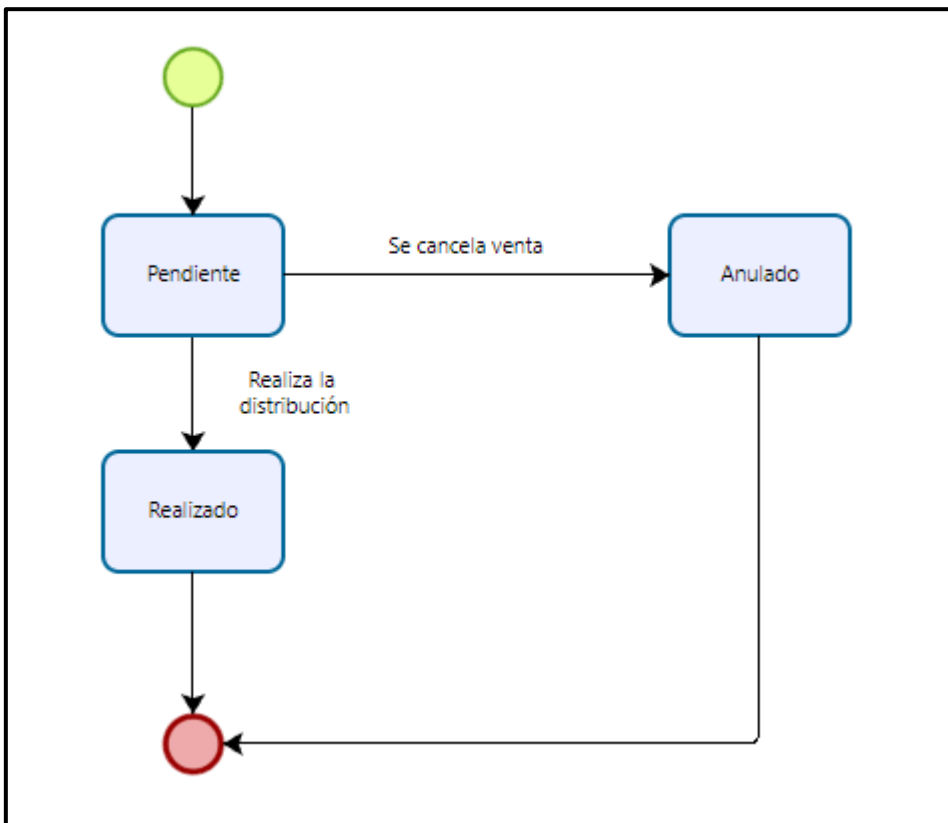 Se cancela venta
Pendiente
Anulado
Realiza la
distribución
Realizado